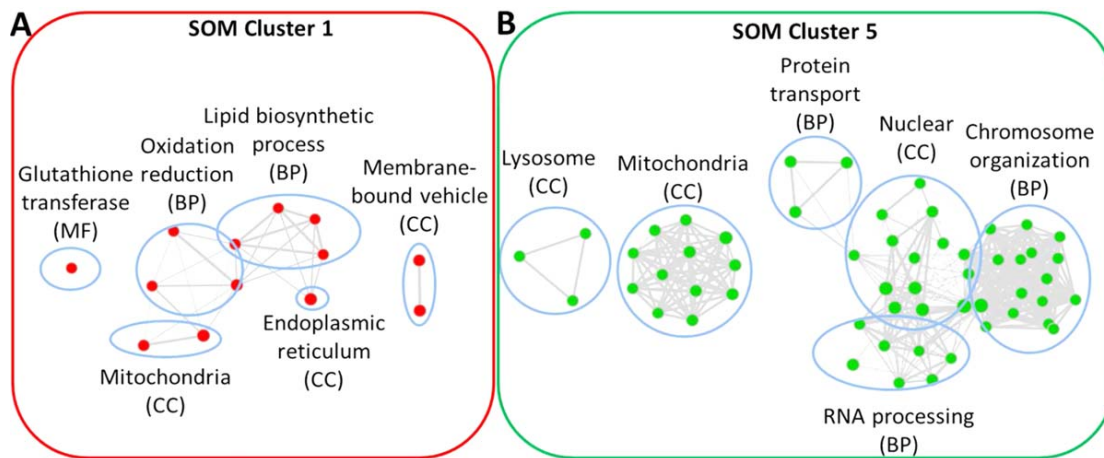 A
SOM Cluster 1
Lipid biosynthetic
process
(BP)
Oxidation
reduction
(BP)
Glutathione
transferase
(MF)
Membrane-
bound vehicle
(CC)
Endoplasmic
reticulum
(CC)
Mitochondria
(CC)
B
SOM Cluster 5
Protein
transport
(BP)
Lysosome
(CC)
Mitochondria
(CC)
Nuclear
(CC)
Chromosome
organization
(BP)
RNA processing
(BP)